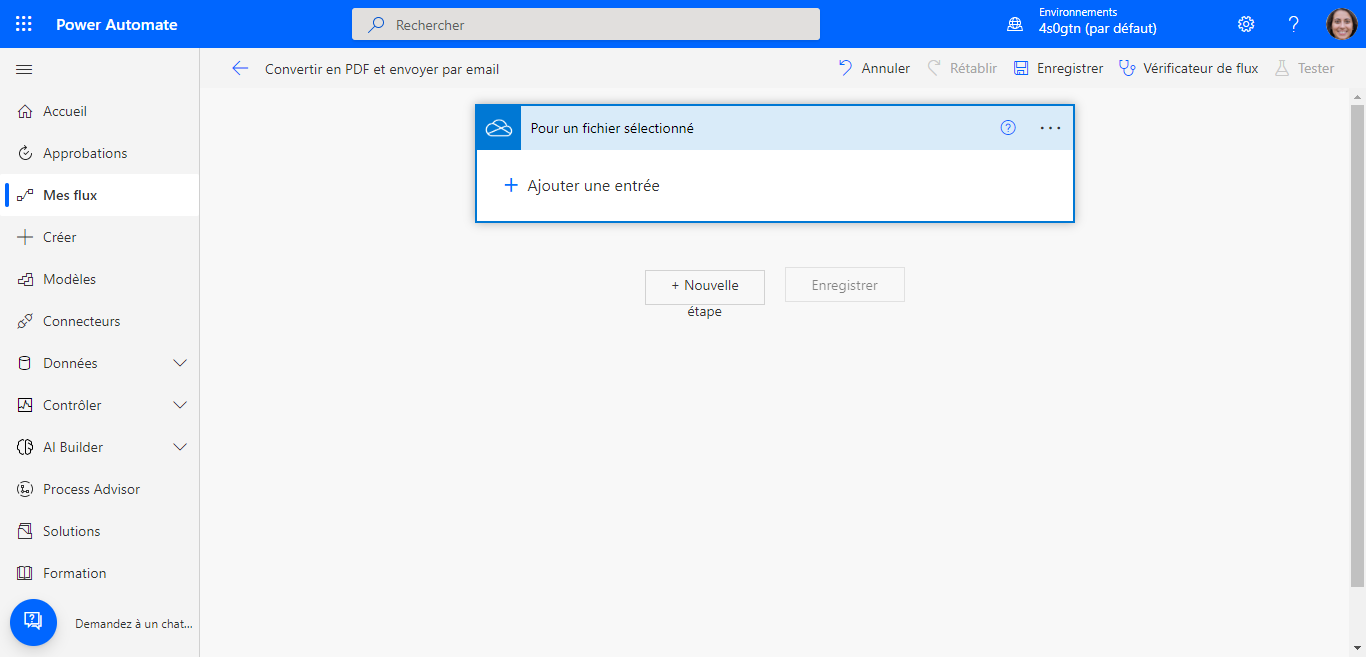 Power Automate
Rechercher
Environnements
4s0gtn (par défaut)
?
Convertir en PDF et envoyer par email
Annuler
Rétablir
Enregistrer
Vérificateur de flux
Tester
Accueil
Approbations
Mes flux
Créer
Modèles
Connecteurs
Données
Contrôler
AI Builder
Process Advisor
Solutions
Formation
Demandez à un chat...
Pour un fichier sélectionné
?
...
+ Ajouter une entrée
+ Nouvelle
étape
Enregistrer